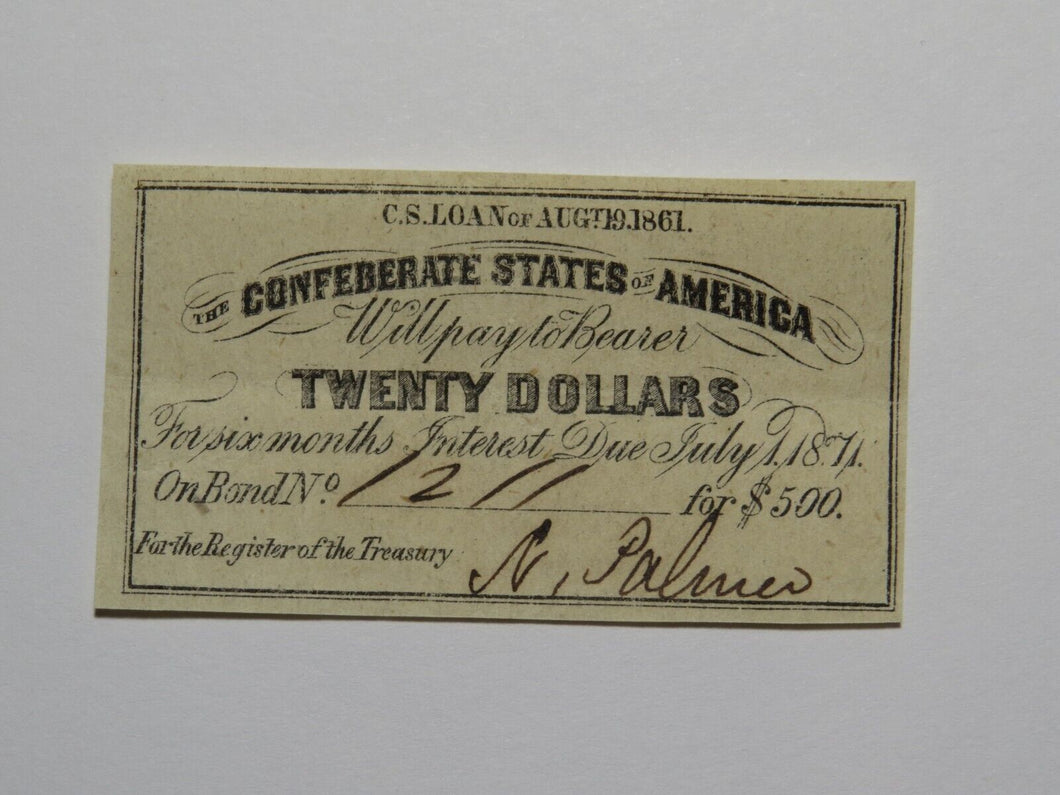 C.S. LOAN OF AUGT. 19. 1861.
THE CONFEDERATE STATES OF AMERICA
Will pay to Bearer
TWENTY DOLLARS
For six months Interest Due July 1, 1871.
On Bond No. 1211 for $500.
For the Register of the Treasury N. Palmer